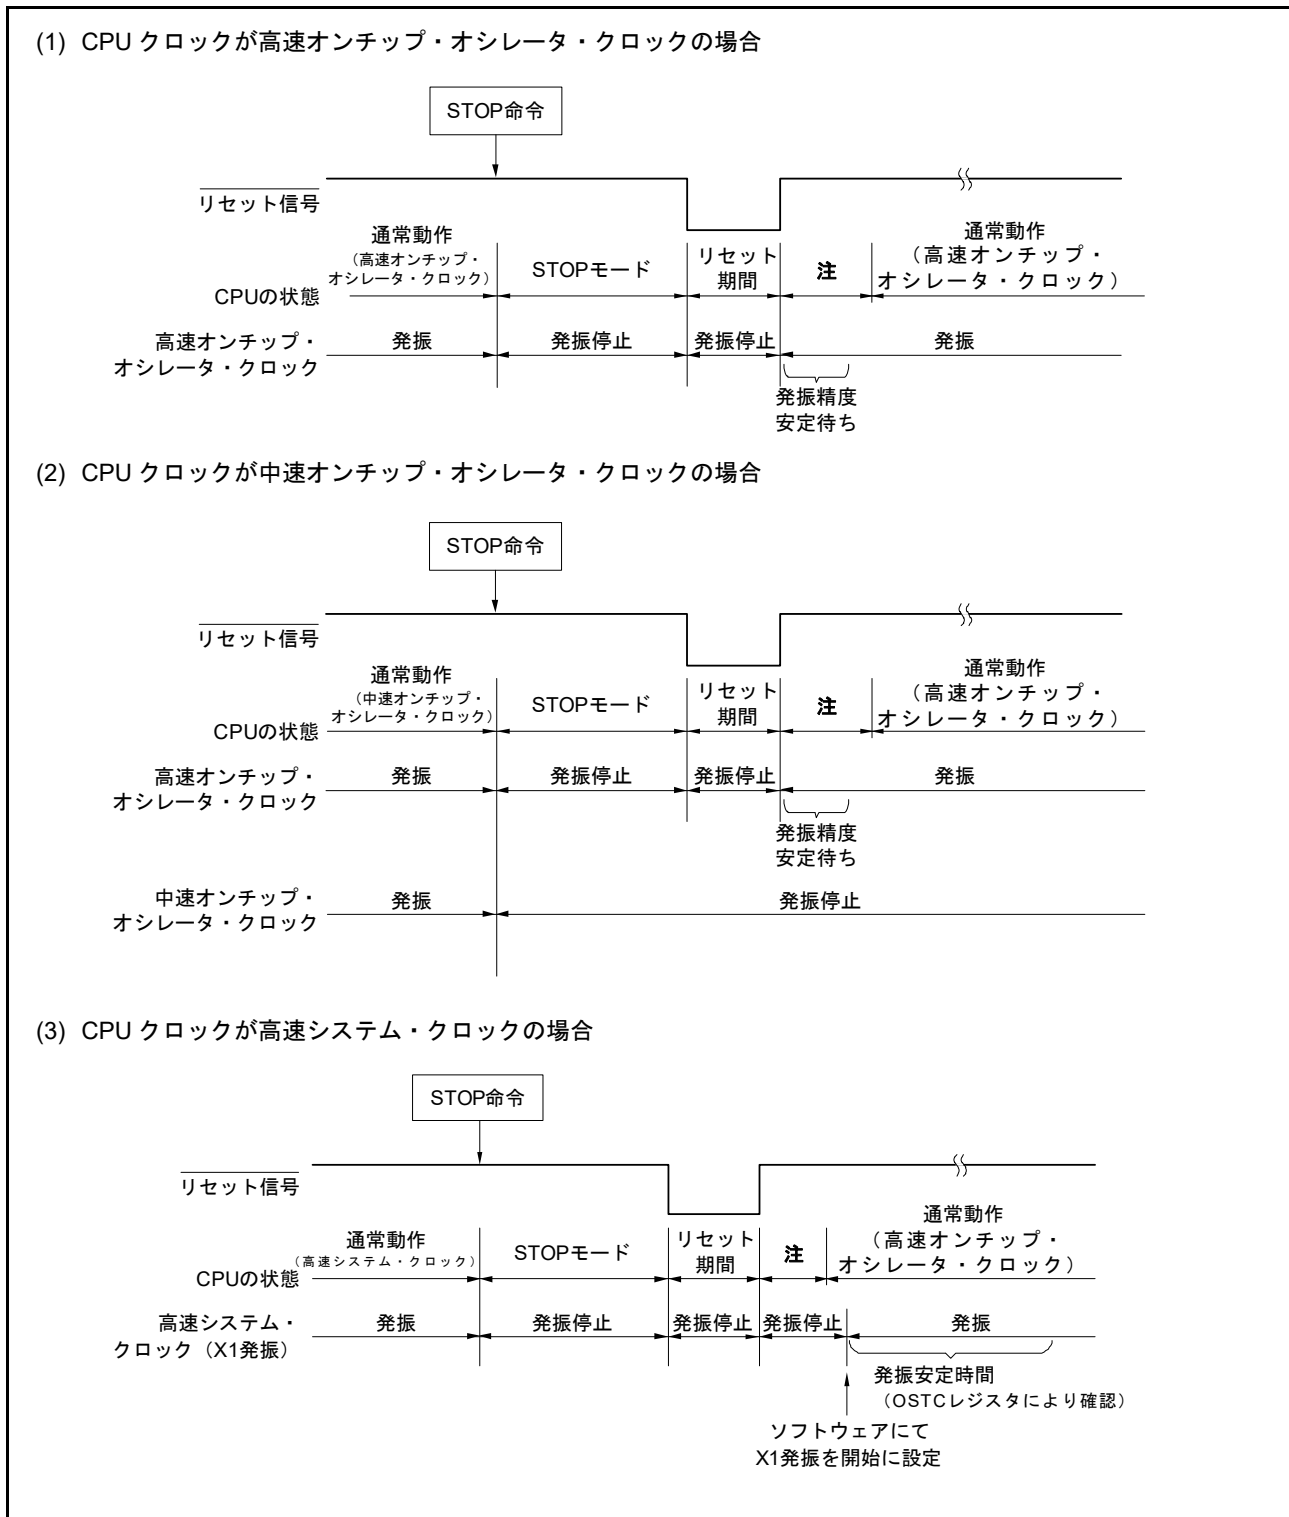 (1) CPU クロックが高速オンチップ・オシレータ・クロックの場合
STOP命令
リセット信号
通常動作
（高速オンチップ・
オシレータ・クロック）
STOPモード
リセット
期間
注
通常動作
（高速オンチップ・
オシレータ・クロック）
CPUの状態
高速オンチップ・
オシレータ・クロック
発振
発振停止
発振停止
発振
発振精度
安定待ち
(2) CPU クロックが中速オンチップ・オシレータ・クロックの場合
STOP命令
リセット信号
通常動作
（中速オンチップ・
オシレータ・クロック）
STOPモード
リセット
期間
注
通常動作
（高速オンチップ・
オシレータ・クロック）
CPUの状態
高速オンチップ・
オシレータ・クロック
発振
発振停止
発振停止
発振
発振精度
安定待ち
中速オンチップ・
オシレータ・クロック
発振
発振停止
(3) CPU クロックが高速システム・クロックの場合
STOP命令
リセット信号
通常動作
（高速システム・クロック）
STOPモード
リセット
期間
注
通常動作
（高速オンチップ・
オシレータ・クロック）
CPUの状態
高速システム・
クロック（X1発振）
発振
発振停止
発振停止
発振停止
発振
発振安定時間
（OSTCレジスタにより確認）
ソフトウェアにて
X1発振を開始に設定